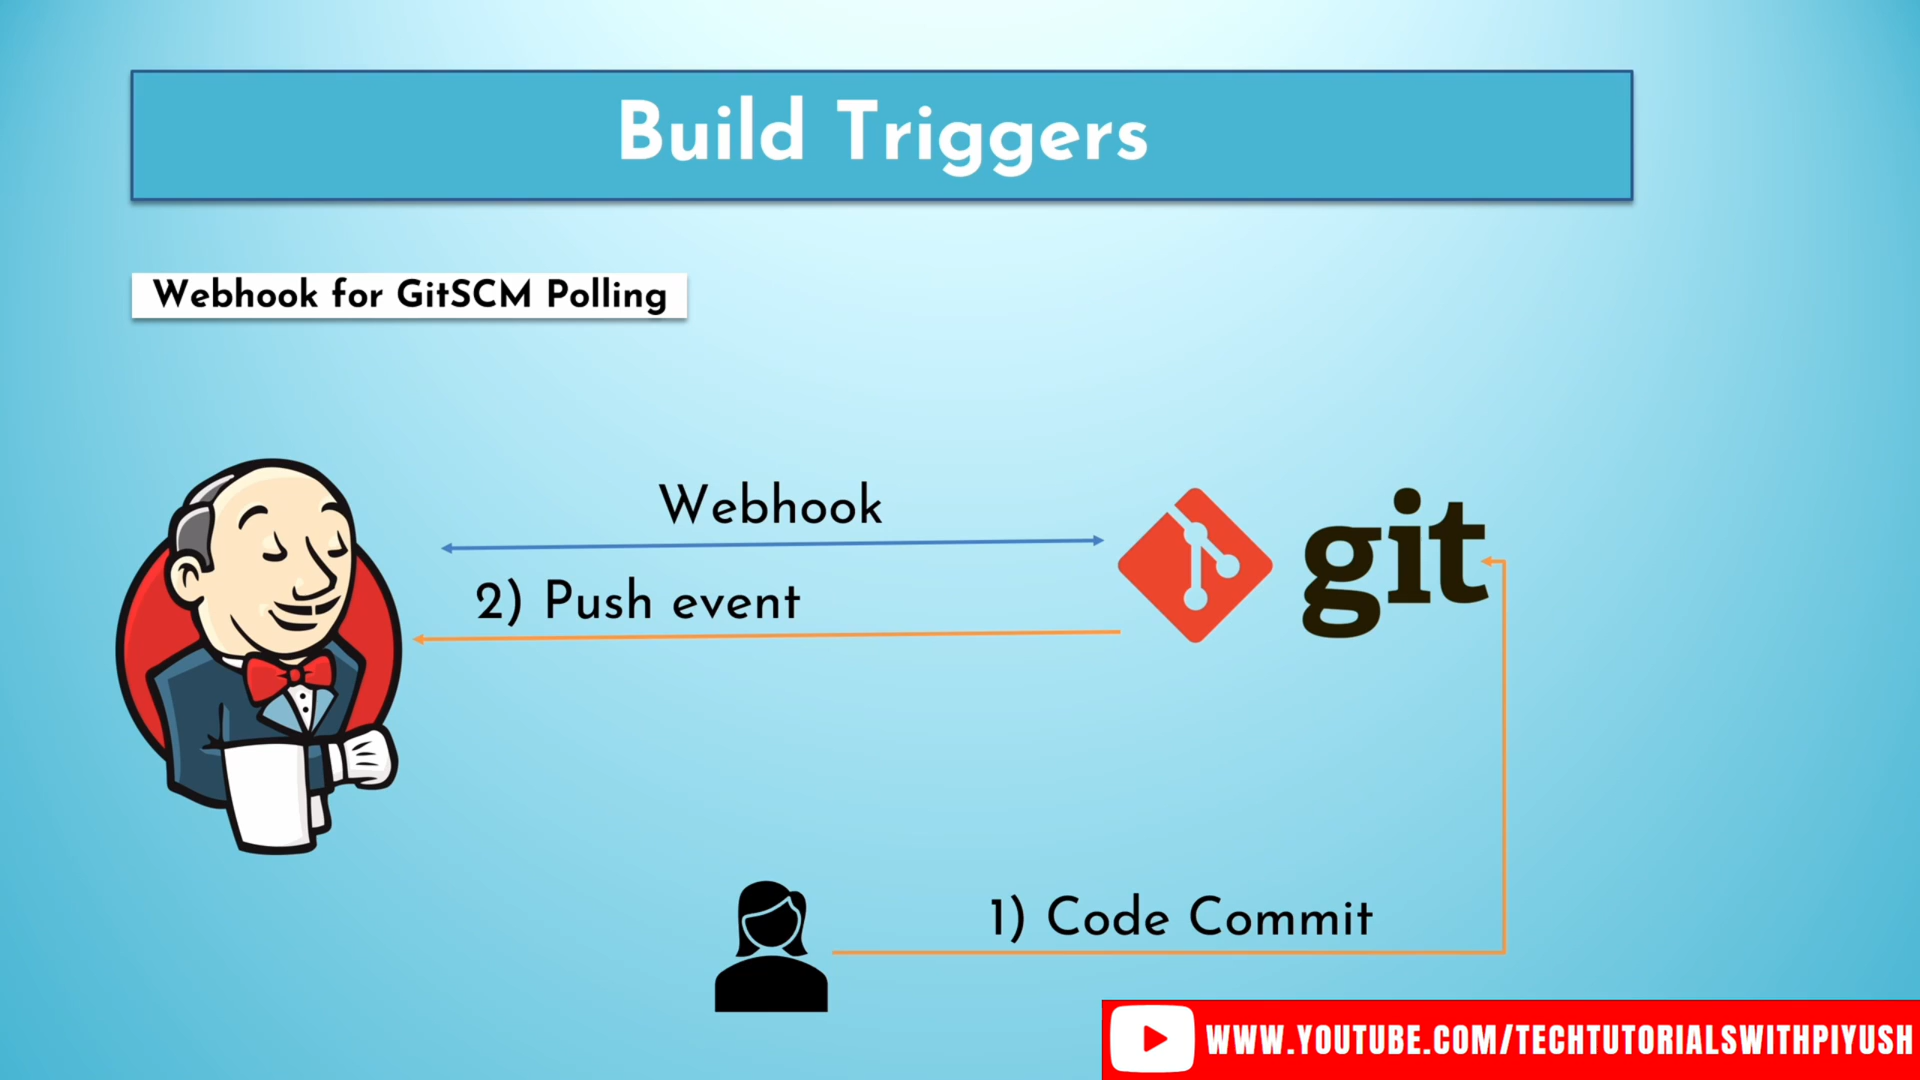 Build Triggers
Webhook for GitSCM Polling
Webhook
2) Push event
git
1) Code Commit
WWW.YOUTUBE.COM/TECHTUTORIALSWITHPIYUSH